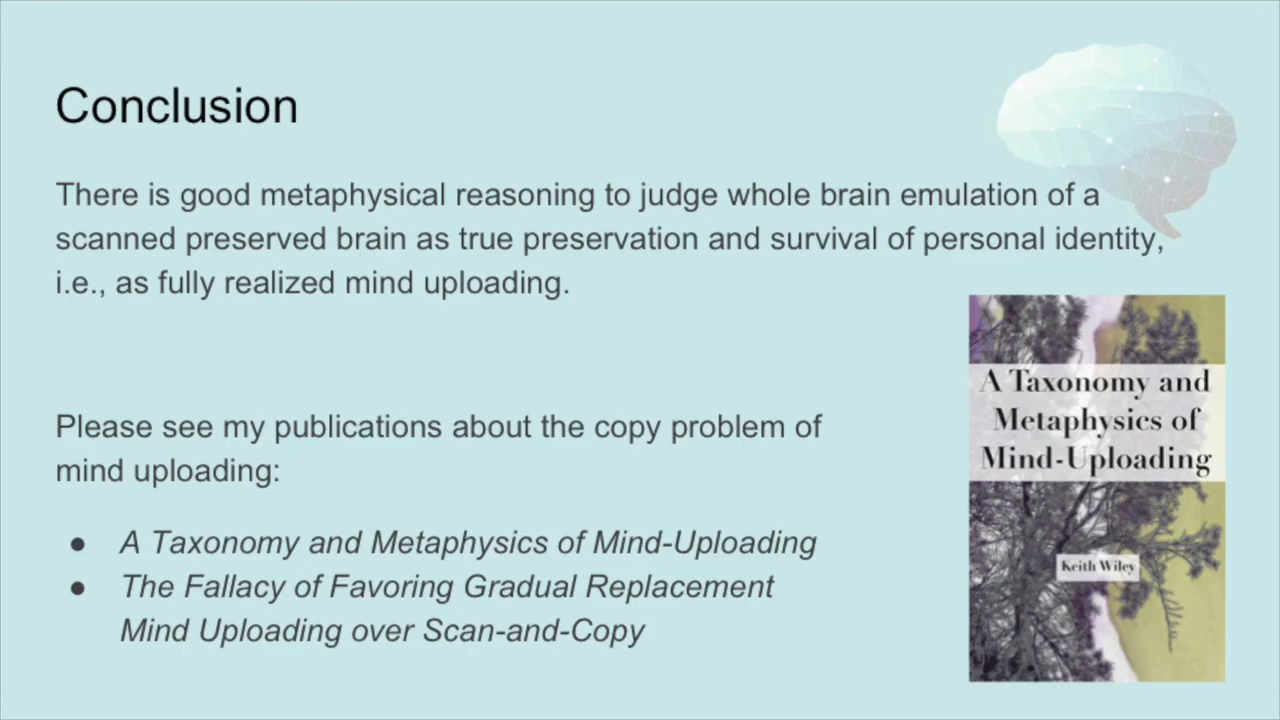 Conclusion
There is good metaphysical reasoning to judge whole brain emulation of a
scanned preserved brain as true preservation and survival of personal identity,
i.e., as fully realized mind uploading.
Please see my publications about the copy problem of
mind uploading:
● A Taxonomy and Metaphysics of Mind-Uploading
● The Fallacy of Favoring Gradual Replacement
Mind Uploading over Scan-and-Copy
A Taxonomy and
Metaphysics of
Mind-Uploading
Keith Wiley